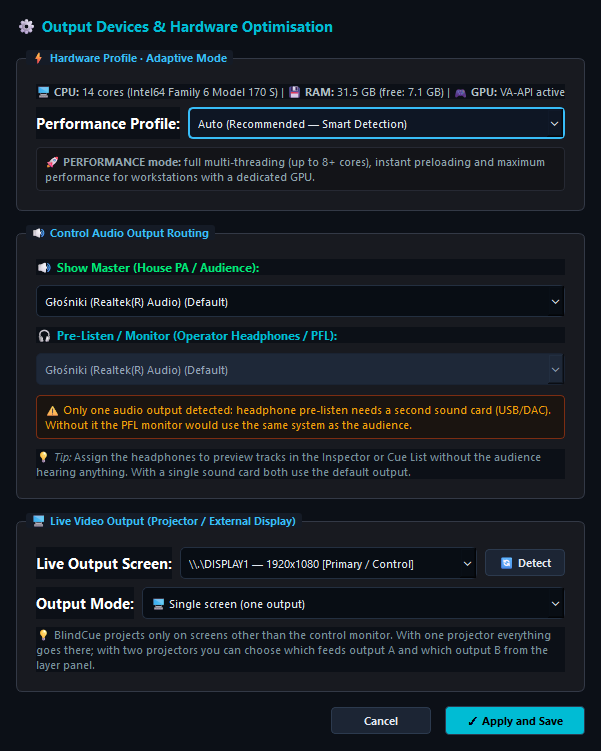 ⚙️ Output Devices & Hardware Optimisation
⚡ Hardware Profile · Adaptive Mode
🖥️ CPU: 14 cores (Intel64 Family 6 Model 170 S) | 💾 RAM: 31.5 GB (free: 7.1 GB) | 🎮 GPU: VA-API active
Performance Profile: Auto (Recommended — Smart Detection)
🚀 PERFORMANCE mode: full multi-threading (up to 8+ cores), instant preloading and maximum
performance for workstations with a dedicated GPU.
🔊 Control Audio Output Routing
🔊 Show Master (House PA / Audience):
Głośniki (Realtek(R) Audio) (Default)
🎧 Pre-Listen / Monitor (Operator Headphones / PFL):
Głośniki (Realtek(R) Audio) (Default)
⚠️ Only one audio output detected: headphone pre-listen needs a second sound card (USB/DAC).
Without it the PFL monitor would use the same system as the audience.
💡 Tip: Assign the headphones to preview tracks in the Inspector or Cue List without the audience
hearing anything. With a single sound card both use the default output.
🖥️ Live Video Output (Projector / External Display)
Live Output Screen: \\.\DISPLAY1 — 1920x1080 [Primary / Control] 🔄 Detect
Output Mode: 🖥️ Single screen (one output)
💡 BlindCue projects only on screens other than the control monitor. With one projector everything
goes there; with two projectors you can choose which feeds output A and which output B from the
layer panel.
Cancel ✓ Apply and Save